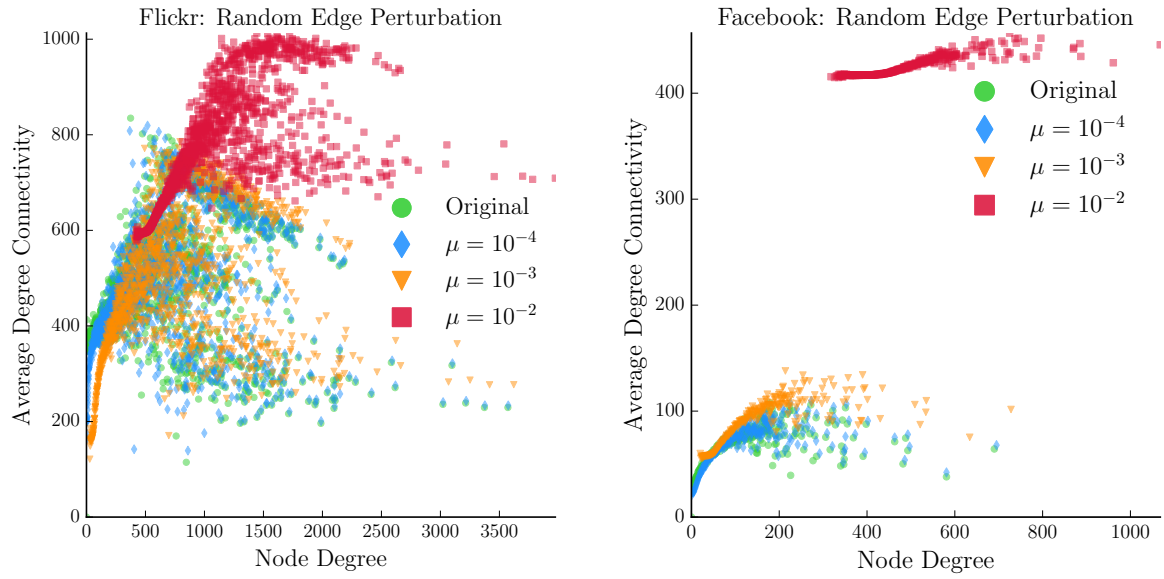 Flickr: Random Edge Perturbation
1000
800
600
400
200
0
Average Degree Connectivity
Original
μ = 10⁻⁴
μ = 10⁻³
μ = 10⁻²
0 500 1000 1500 2000 2500 3000 3500
Node Degree
Facebook: Random Edge Perturbation
400
300
200
100
0
Average Degree Connectivity
Original
μ = 10⁻⁴
μ = 10⁻³
μ = 10⁻²
0 200 400 600 800 1000
Node Degree